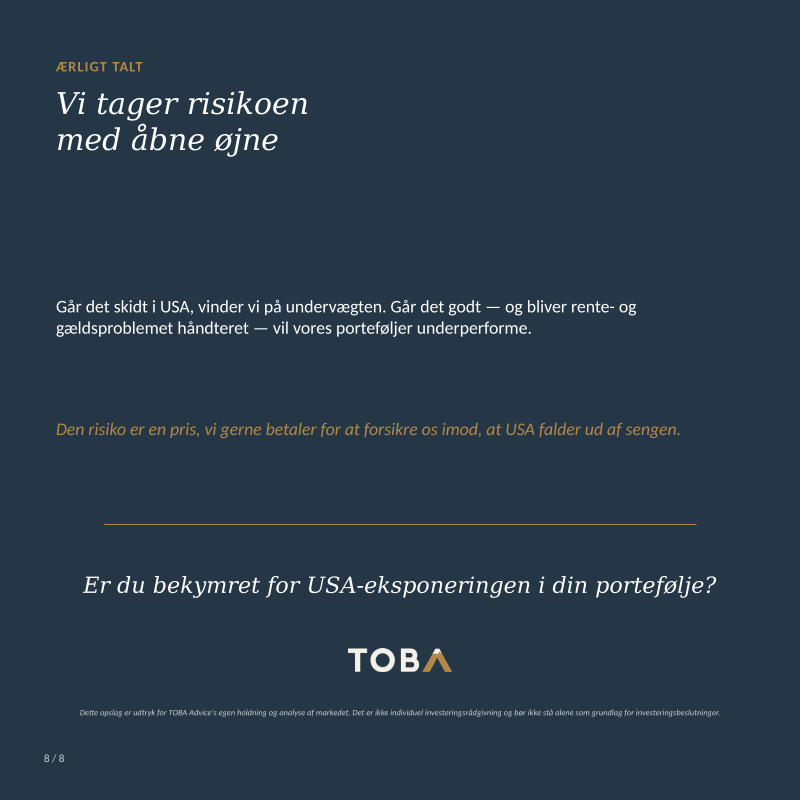 ÆRLIGT TALT
Vi tager risikoen
med åbne øjne
Går det skidt i USA, vinder vi på undervægten. Går det godt — og bliver rente- og
gældsproblemet håndteret — vil vores porteføljer underperforme.
Den risiko er en pris, vi gerne betaler for at forsikre os imod, at USA falder ud af sengen.
Er du bekymret for USA-eksponeringen i din portefølje?
TOBA
Dette opslag er udtryk for TOBA Advice's egen holdning og analyse af markedet. Det er ikke individuel investeringsrådgivning og bør ikke stå alene som grundlag for investeringsbeslutninger.
8 / 8